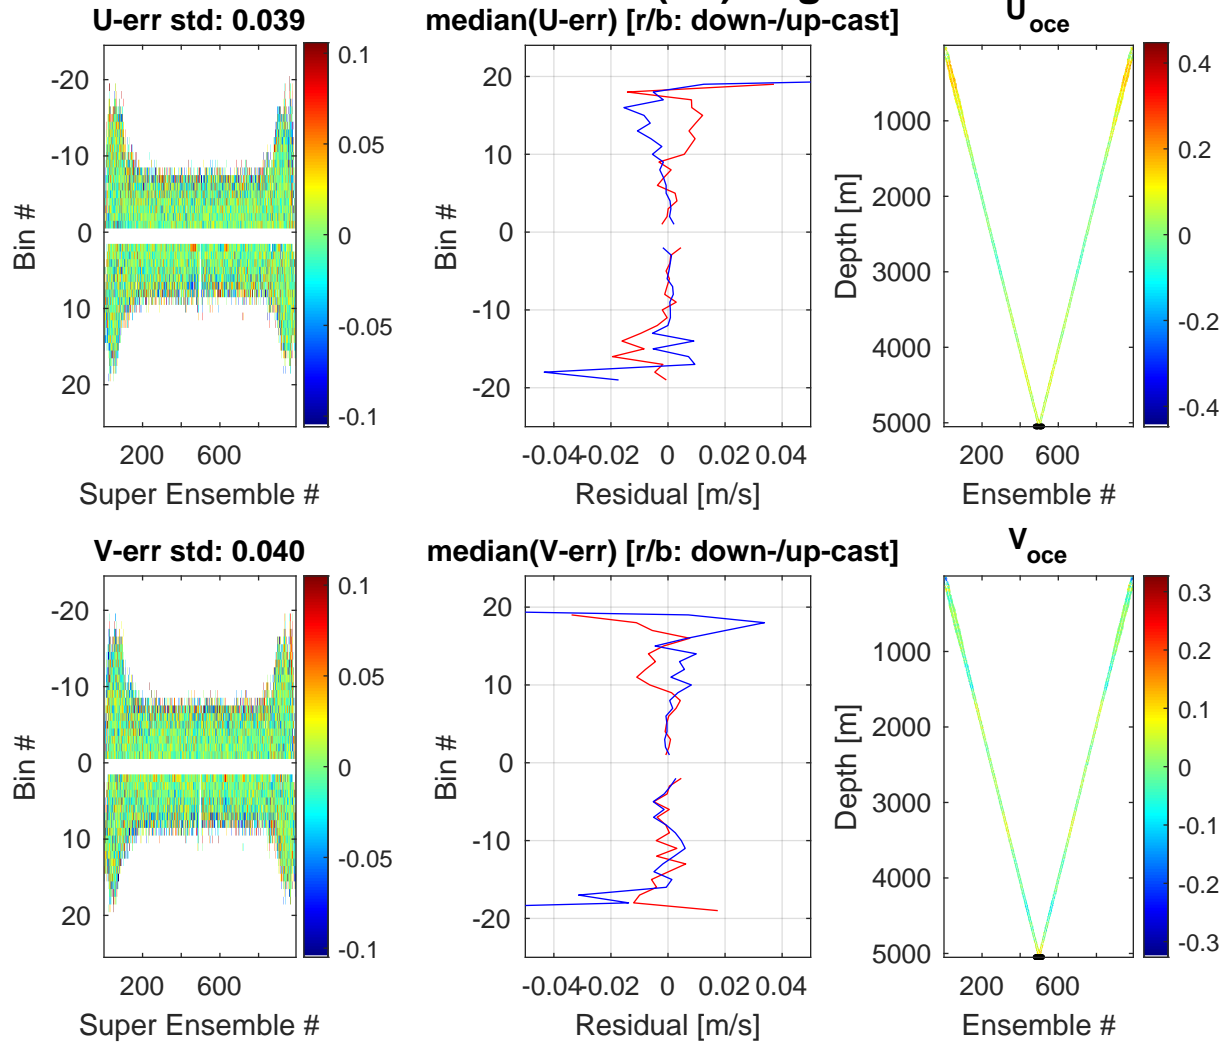 U-err std: 0.039
median(U-err) [r/b: down-/up-cast]
U oce
-20
-10
0
10
20
Bin #
200 600
Super Ensemble #
0.1
0.05
0
-0.05
-0.1
20
10
0
-10
-20
Bin #
-0.04 -0.02 0 0.02 0.04
Residual [m/s]
1000
2000
3000
4000
5000
Depth [m]
200 600
Ensemble #
0.4
0.2
0
-0.2
-0.4
V-err std: 0.040
median(V-err) [r/b: down-/up-cast]
V oce
-20
-10
0
10
20
Bin #
200 600
Super Ensemble #
0.1
0.05
0
-0.05
-0.1
20
10
0
-10
-20
Bin #
-0.04 -0.02 0 0.02 0.04
Residual [m/s]
1000
2000
3000
4000
5000
Depth [m]
200 600
Ensemble #
0.3
0.2
0.1
0
-0.1
-0.2
-0.3